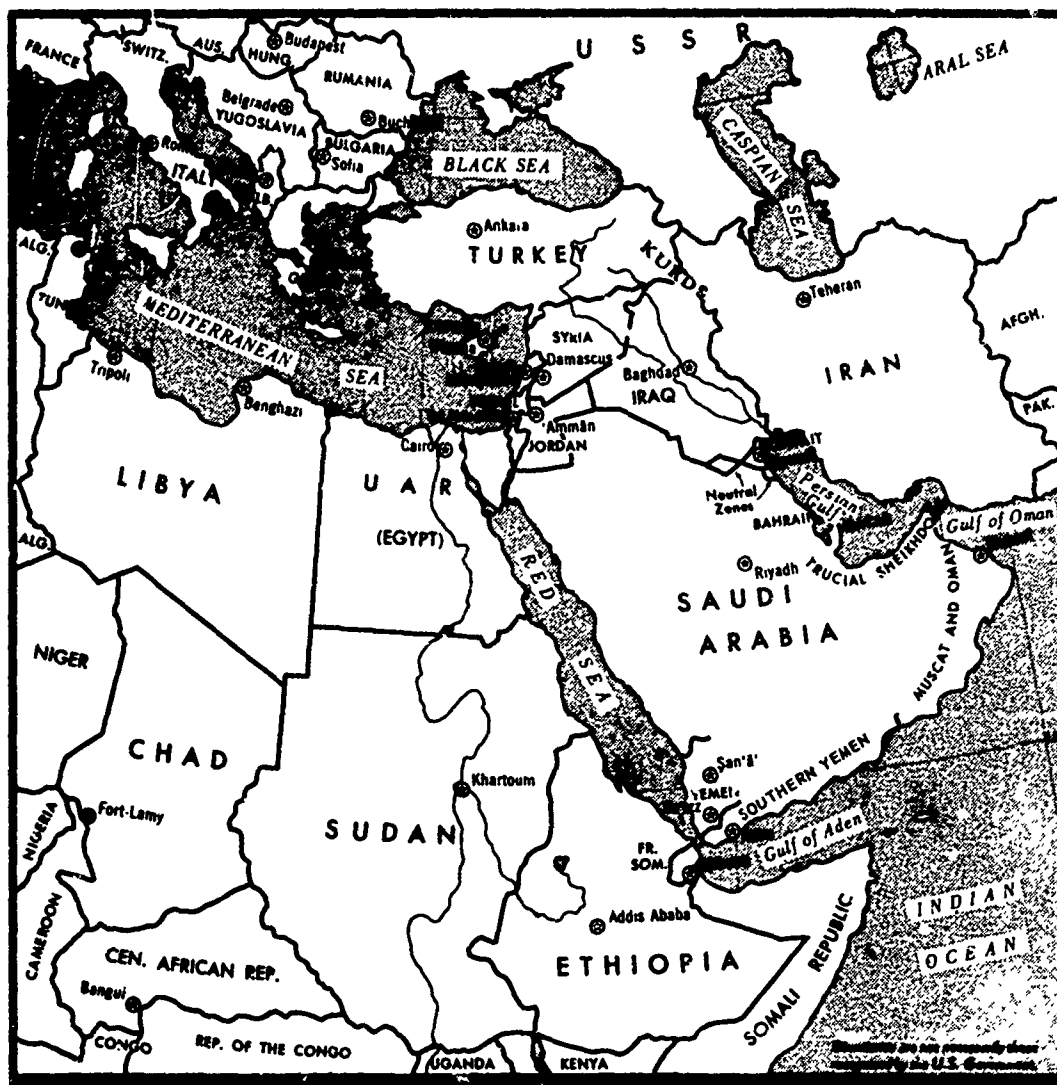 FRANCE
SWITZ.
AUS.
HUNG.
Budapest
RUMANIA
U S S R
ARAL SEA
Belgrade
YUGOSLAVIA
BULGARIA
Sofia
BLACK SEA
CASPIAN
SEA
ITALY
ALG.
Ankara
TURKEY
KURDS
Teheran
AFGH.
MEDITERRANEAN
SEA
SYRIA
Damascus
Baghdad
IRAQ
IRAN
PAK.
Tripoli
Benghazi
'Ammān
JORDAN
Cairo
LIBYA
UAR
(EGYPT)
Neutral
Zones
Persian
Gulf
BAHRAIN
Gulf of Oman
ALG.
RED
SEA
Riyadh
TRUCIAL SHEIKHDOMS
SAUDI
ARABIA
MUSCAT AND OMAN
NIGER
CHAD
San'ā'
SOUTHERN YEMEN
Khartoum
Fort-Lamy
NIGERIA
SUDAN
FR.
SOM.
Gulf of Aden
CAMEROON
Addis Ababa
INDIAN
OCEAN
CEN. AFRICAN REP.
ETHIOPIA
SOMALI REPUBLIC
Bangui
CONGO
REP. OF THE CONGO
UGANDA
KENYA